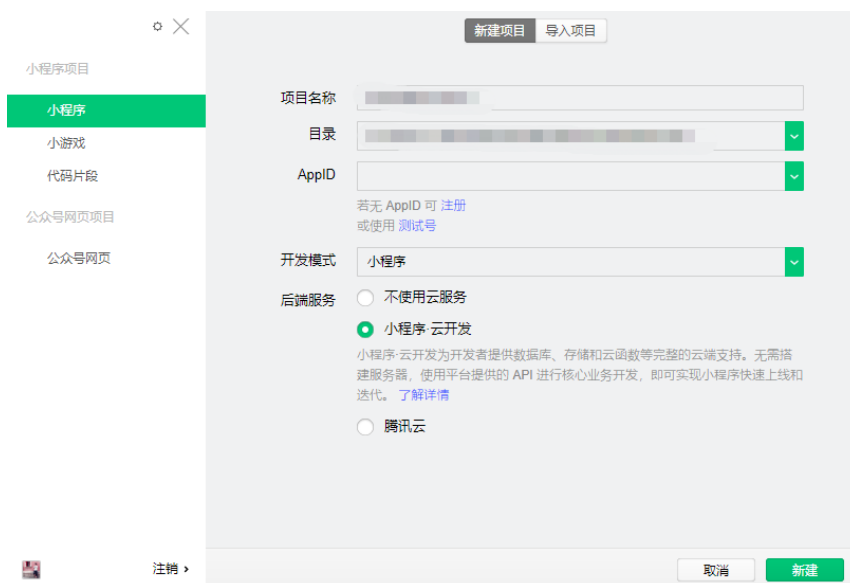 新建项目 导入项目
小程序项目
小程序
小游戏
代码片段
公众号网页项目
公众号网页
项目名称
目录
AppID
若无 AppID 可 注册
或使用 测试号
开发模式 小程序
后端服务 不使用云服务
小程序·云开发
小程序·云开发为开发者提供数据库、存储和云函数等完整的云端支持。无需搭
建服务器，使用平台提供的 API 进行核心业务开发，即可实现小程序快速上线和
迭代。 了解详情
腾讯云
注销 ›
取消 新建